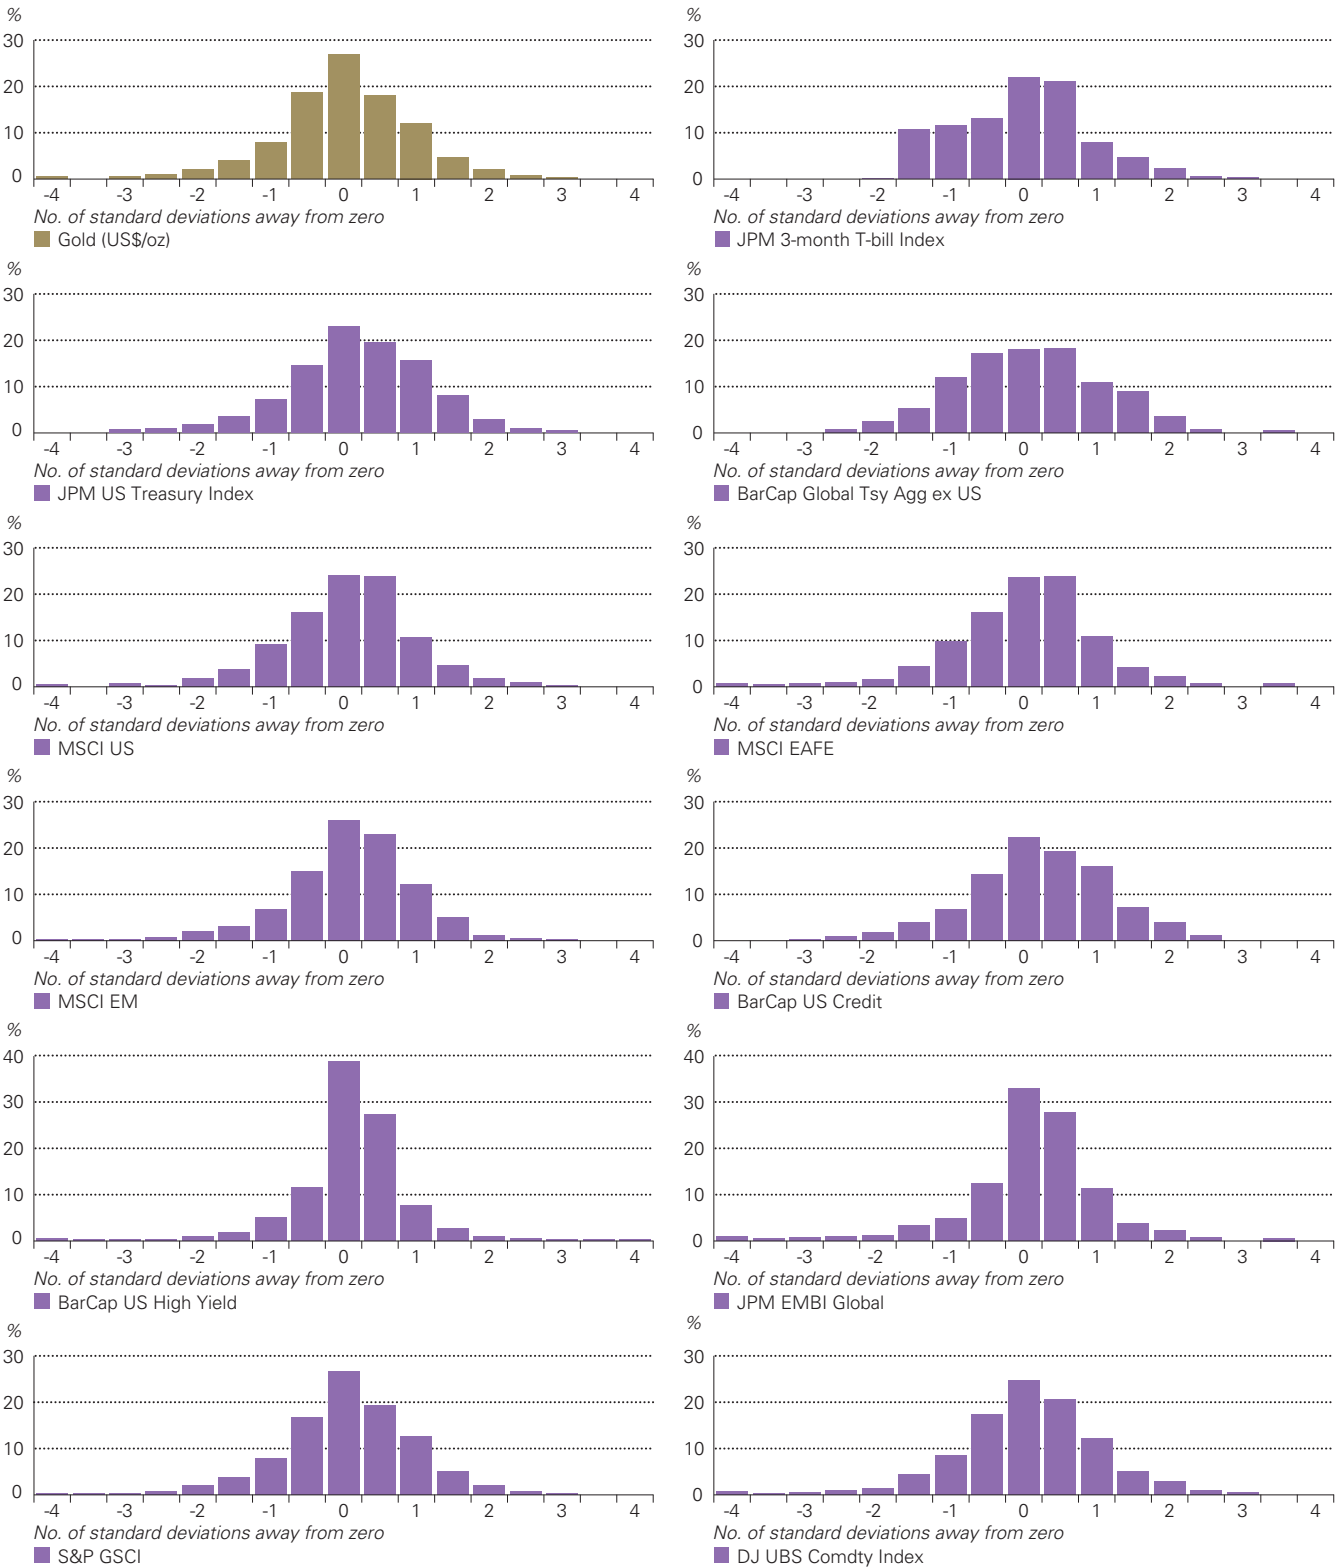 %
30
20
10
0
-4 -3 -2 -1 0 1 2 3 4
No. of standard deviations away from zero
Gold (US$/oz)
%
30
20
10
0
-4 -3 -2 -1 0 1 2 3 4
No. of standard deviations away from zero
JPM 3-month T-bill Index
%
30
20
10
0
-4 -3 -2 -1 0 1 2 3 4
No. of standard deviations away from zero
JPM US Treasury Index
%
30
20
10
0
-4 -3 -2 -1 0 1 2 3 4
No. of standard deviations away from zero
BarCap Global Tsy Agg ex US
%
30
20
10
0
-4 -3 -2 -1 0 1 2 3 4
No. of standard deviations away from zero
MSCI US
%
30
20
10
0
-4 -3 -2 -1 0 1 2 3 4
No. of standard deviations away from zero
MSCI EAFE
%
30
20
10
0
-4 -3 -2 -1 0 1 2 3 4
No. of standard deviations away from zero
MSCI EM
%
30
20
10
0
-4 -3 -2 -1 0 1 2 3 4
No. of standard deviations away from zero
BarCap US Credit
%
40
30
20
10
0
-4 -3 -2 -1 0 1 2 3 4
No. of standard deviations away from zero
BarCap US High Yield
%
40
30
20
10
0
-4 -3 -2 -1 0 1 2 3 4
No. of standard deviations away from zero
JPM EMBI Global
%
30
20
10
0
-4 -3 -2 -1 0 1 2 3 4
No. of standard deviations away from zero
S&P GSCI
%
30
20
10
0
-4 -3 -2 -1 0 1 2 3 4
No. of standard deviations away from zero
DJ UBS Comdty Index